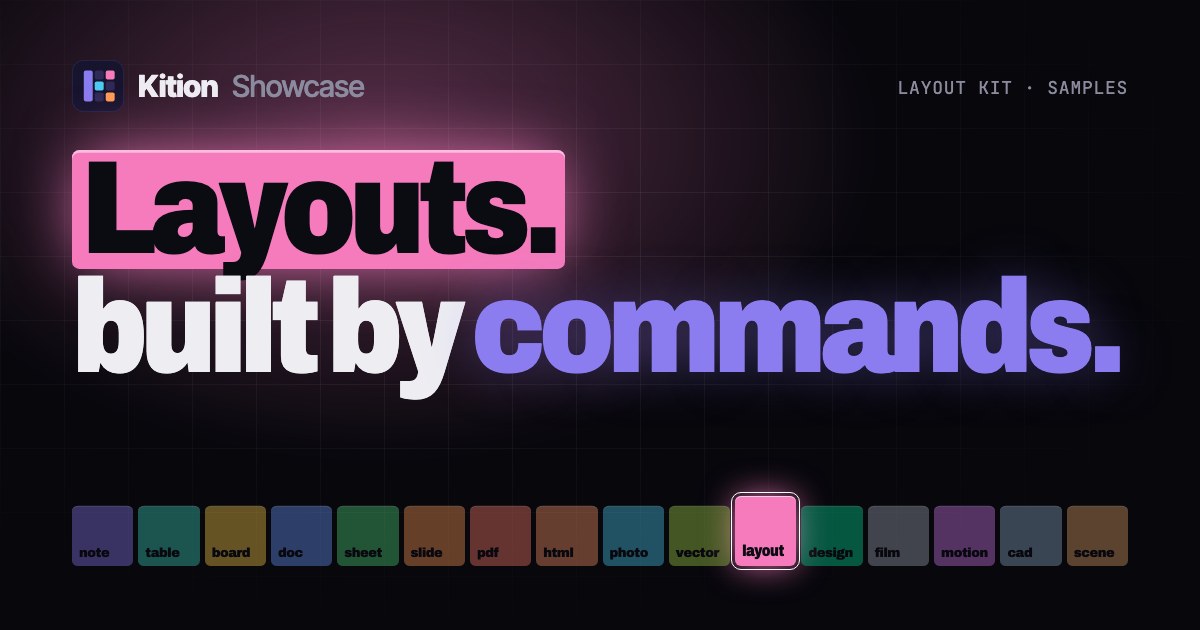 Kition Showcase
LAYOUT KIT · SAMPLES
Layouts.
built by commands.
note table board doc sheet slide pdf html photo vector layout design film motion cad scene